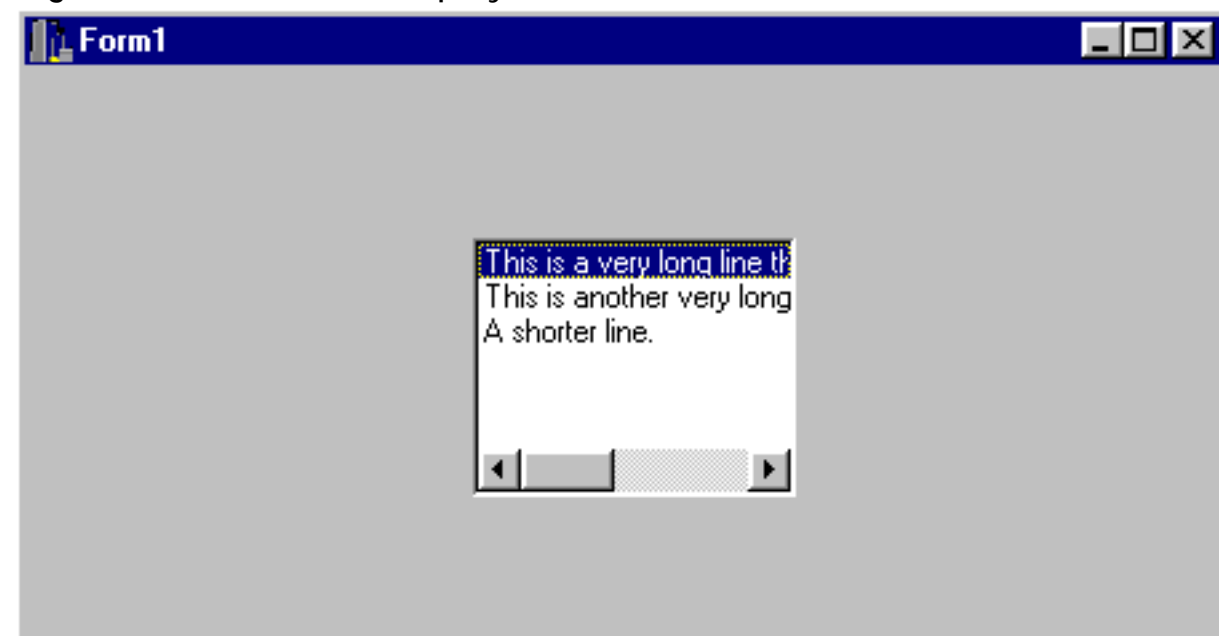 Form1
This is a very long line th
This is another very long
A shorter line.